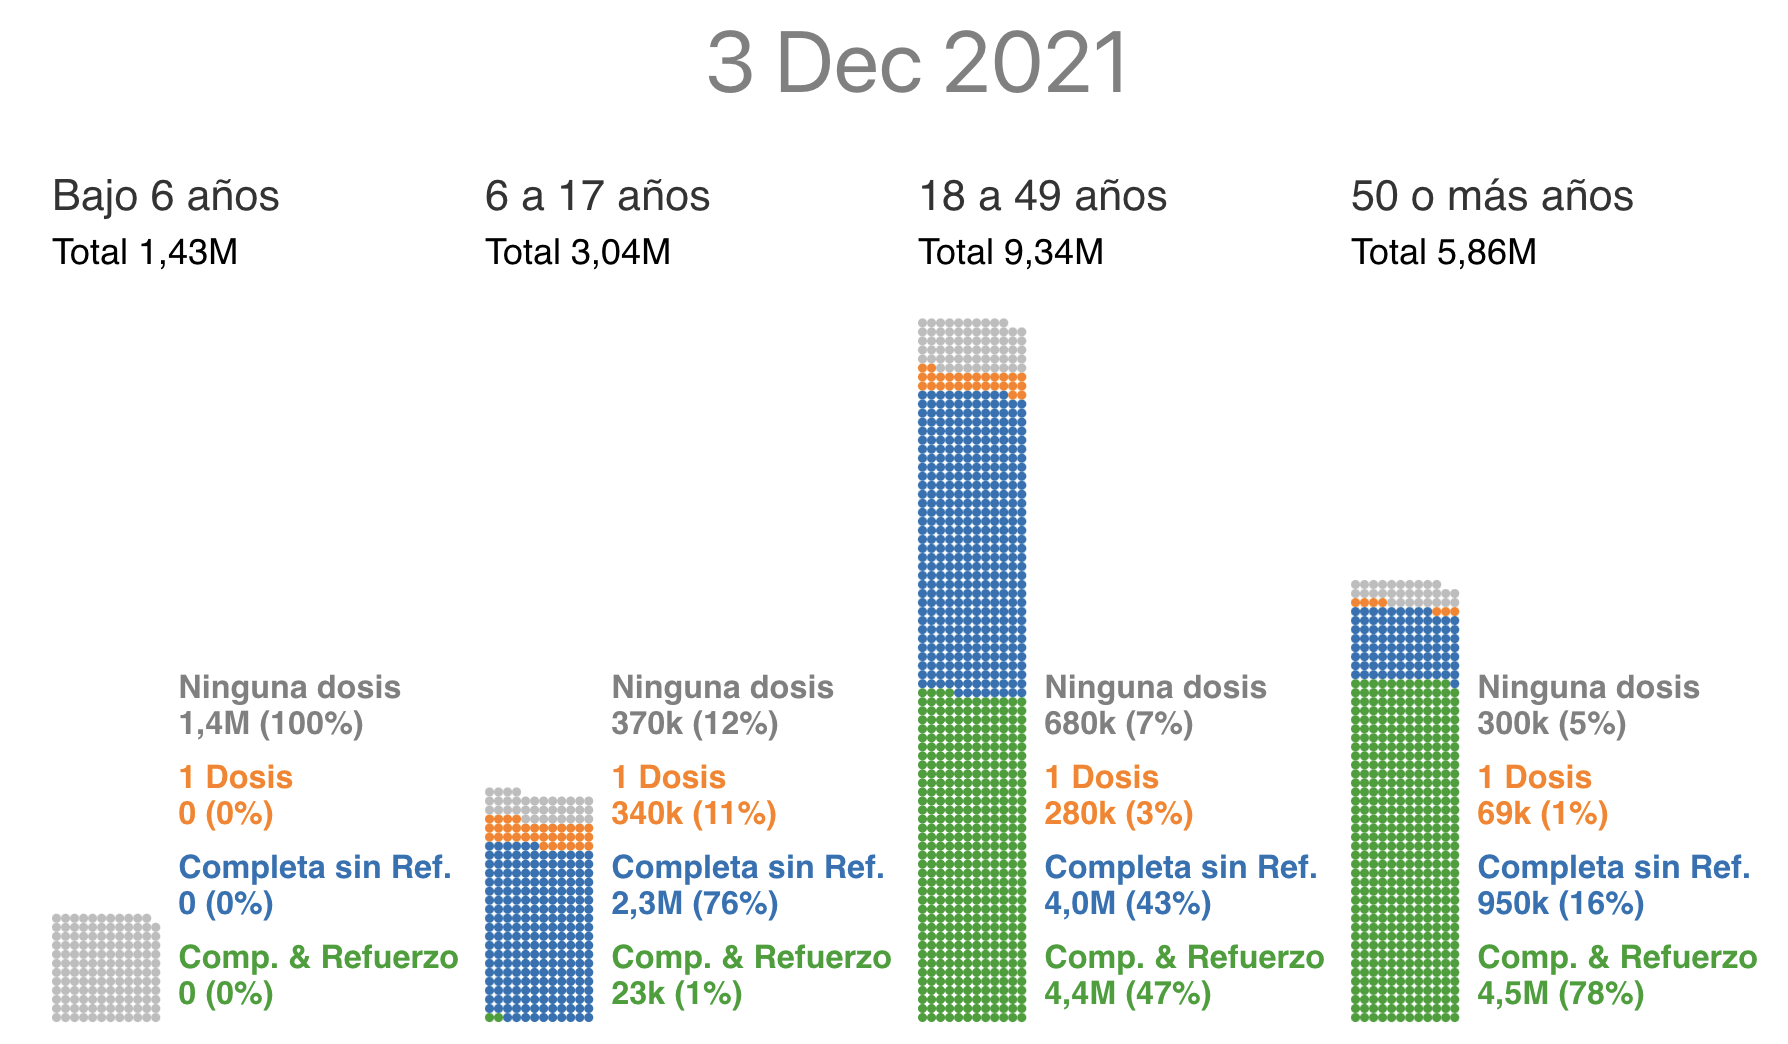 3 Dec 2021
Bajo 6 años
Total 1,43M
Ninguna dosis
1,4M (100%)
1 Dosis
0 (0%)
Completa sin Ref.
0 (0%)
Comp. & Refuerzo
0 (0%)
6 a 17 años
Total 3,04M
Ninguna dosis
370k (12%)
1 Dosis
340k (11%)
Completa sin Ref.
2,3M (76%)
Comp. & Refuerzo
23k (1%)
18 a 49 años
Total 9,34M
Ninguna dosis
680k (7%)
1 Dosis
280k (3%)
Completa sin Ref.
4,0M (43%)
Comp. & Refuerzo
4,4M (47%)
50 o más años
Total 5,86M
Ninguna dosis
300k (5%)
1 Dosis
69k (1%)
Completa sin Ref.
950k (16%)
Comp. & Refuerzo
4,5M (78%)